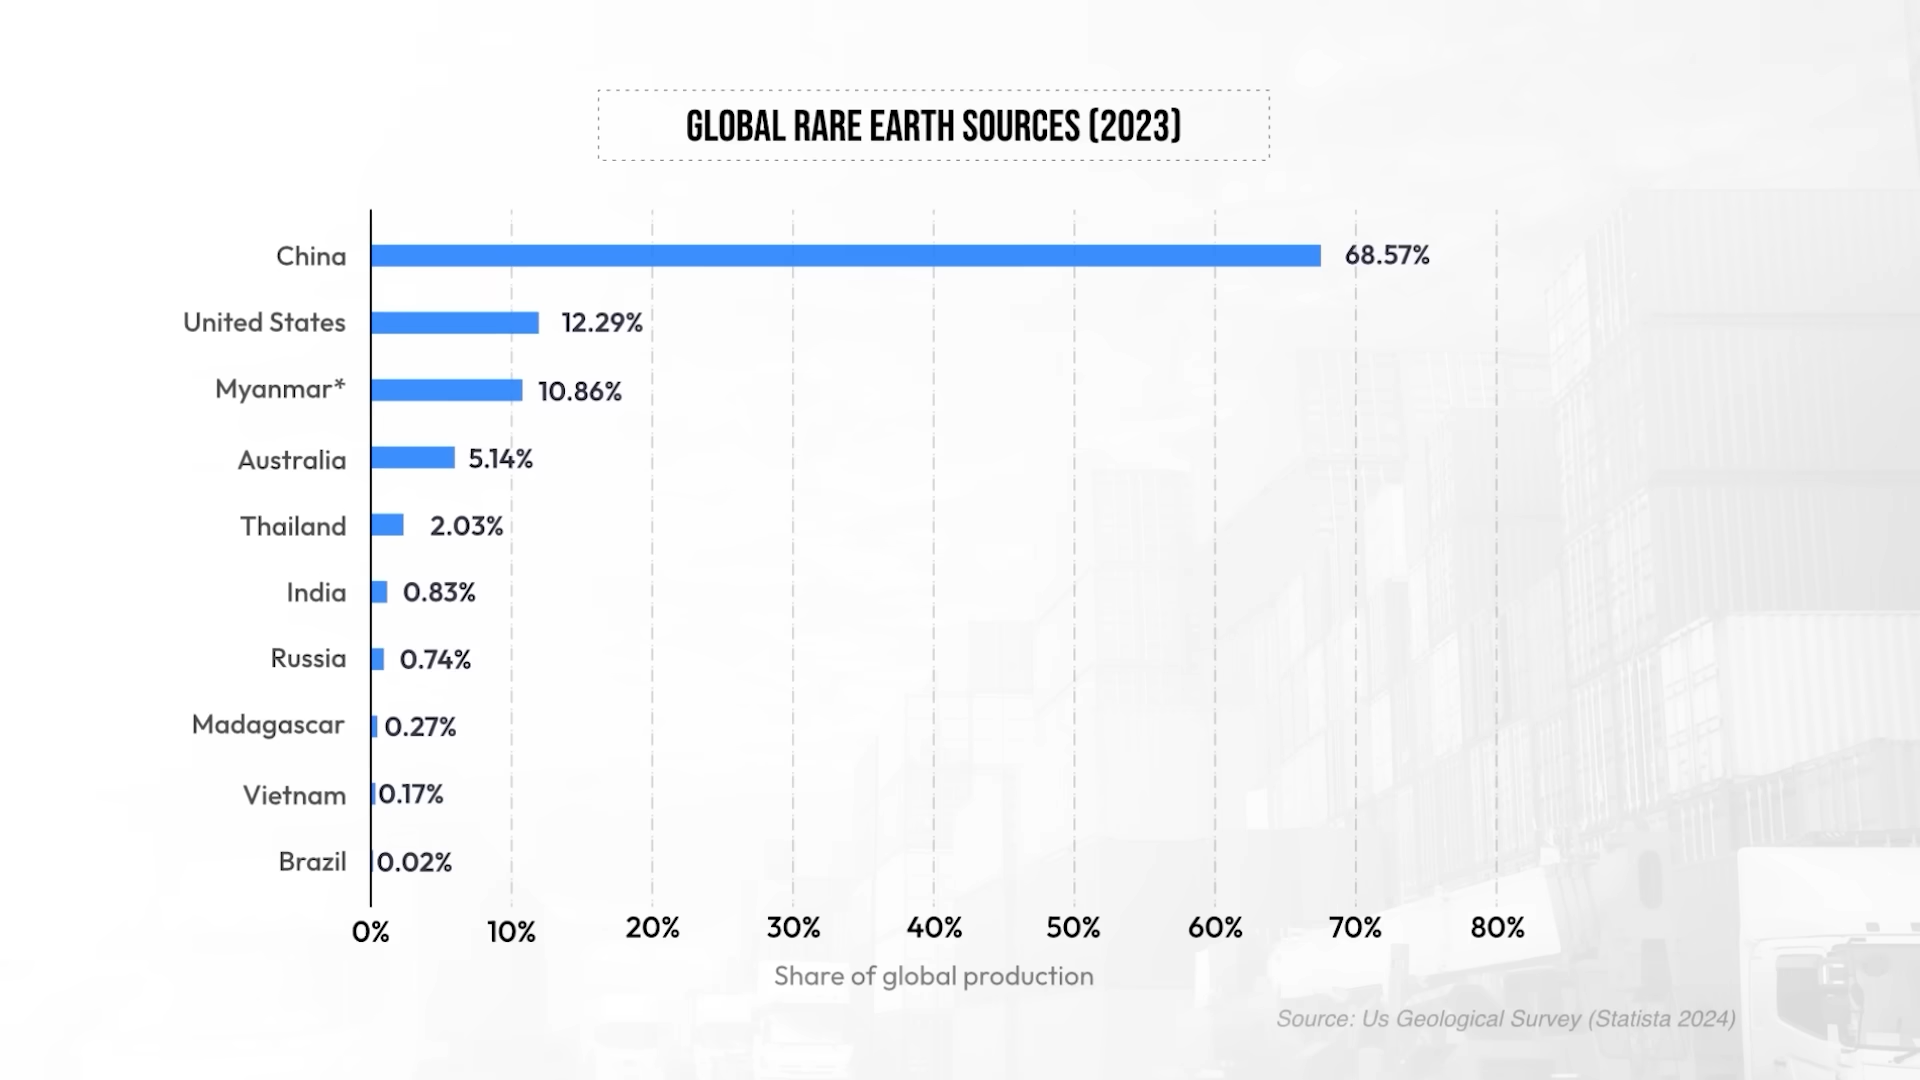 GLOBAL RARE EARTH SOURCES (2023)
China 68.57%
United States 12.29%
Myanmar* 10.86%
Australia 5.14%
Thailand 2.03%
India 0.83%
Russia 0.74%
Madagascar 0.27%
Vietnam 0.17%
Brazil 0.02%
0% 10% 20% 30% 40% 50% 60% 70% 80%
Share of global production
Source: Us Geological Survey (Statista 2024)